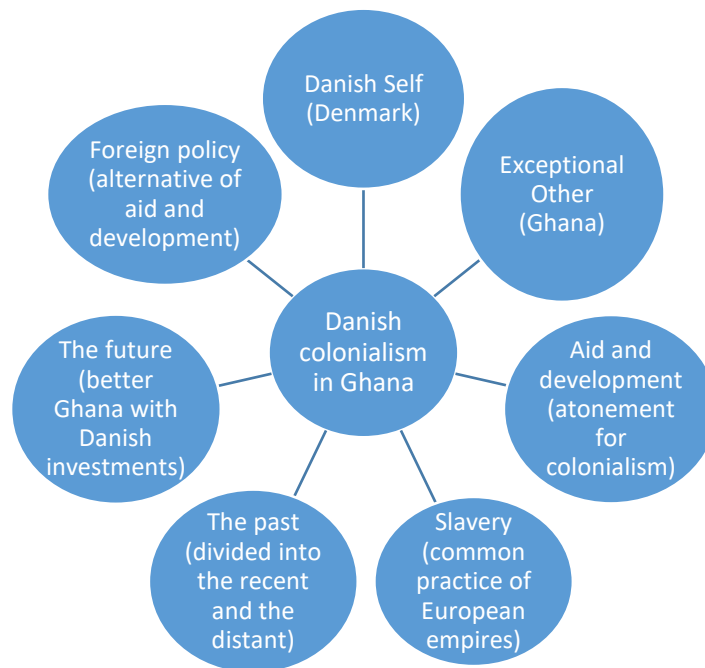 Danish Self
(Denmark)
Exceptional
Other
(Ghana)
Aid and
development
(atonement
for
colonialism)
Slavery
(common
practice of
European
empires)
The past
(divided into
the recent
and the
distant)
The future
(better
Ghana with
Danish
investments)
Foreign policy
(alternative of
aid and
development)
Danish
colonialism
in Ghana